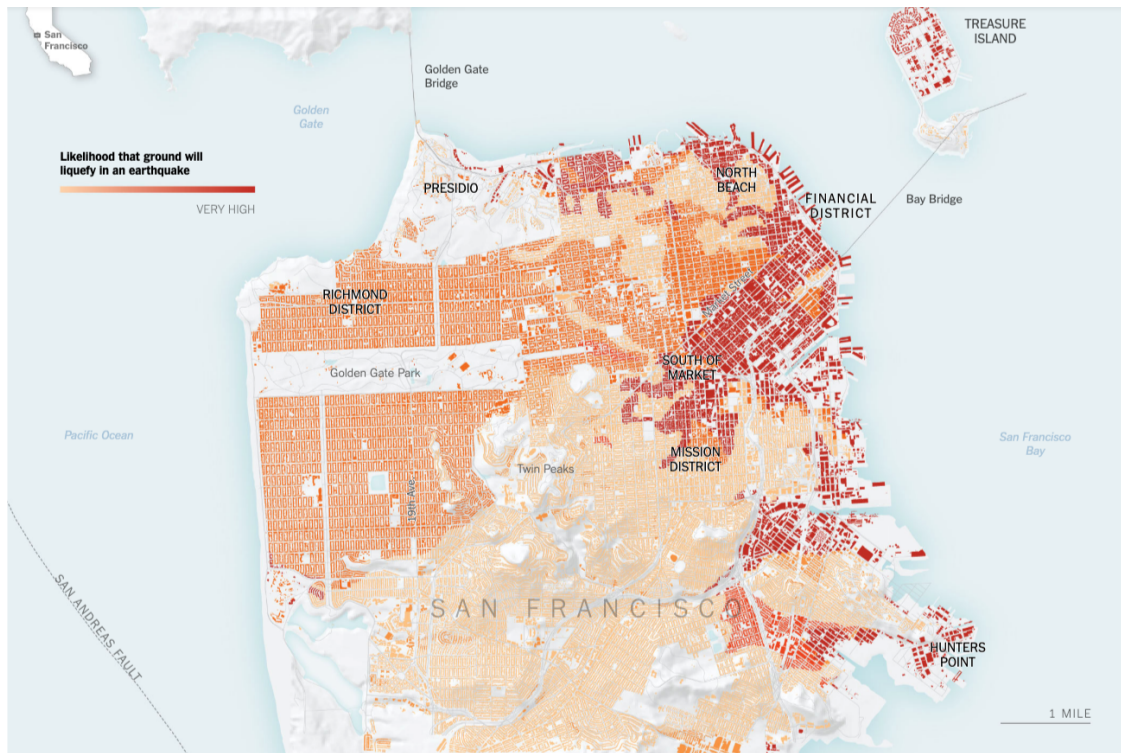 San
Francisco
TREASURE
ISLAND
Golden Gate
Bridge
Golden
Gate
Likelihood that ground will
liquefy in an earthquake
VERY HIGH
PRESIDIO
NORTH
BEACH
FINANCIAL
DISTRICT
Bay Bridge
Market Street
RICHMOND
DISTRICT
SOUTH OF
MARKET
Golden Gate Park
Pacific Ocean
San Francisco
Bay
MISSION
DISTRICT
Twin Peaks
19th Ave.
SAN ANDREAS FAULT
SAN FRANCISCO
HUNTERS
POINT
1 MILE